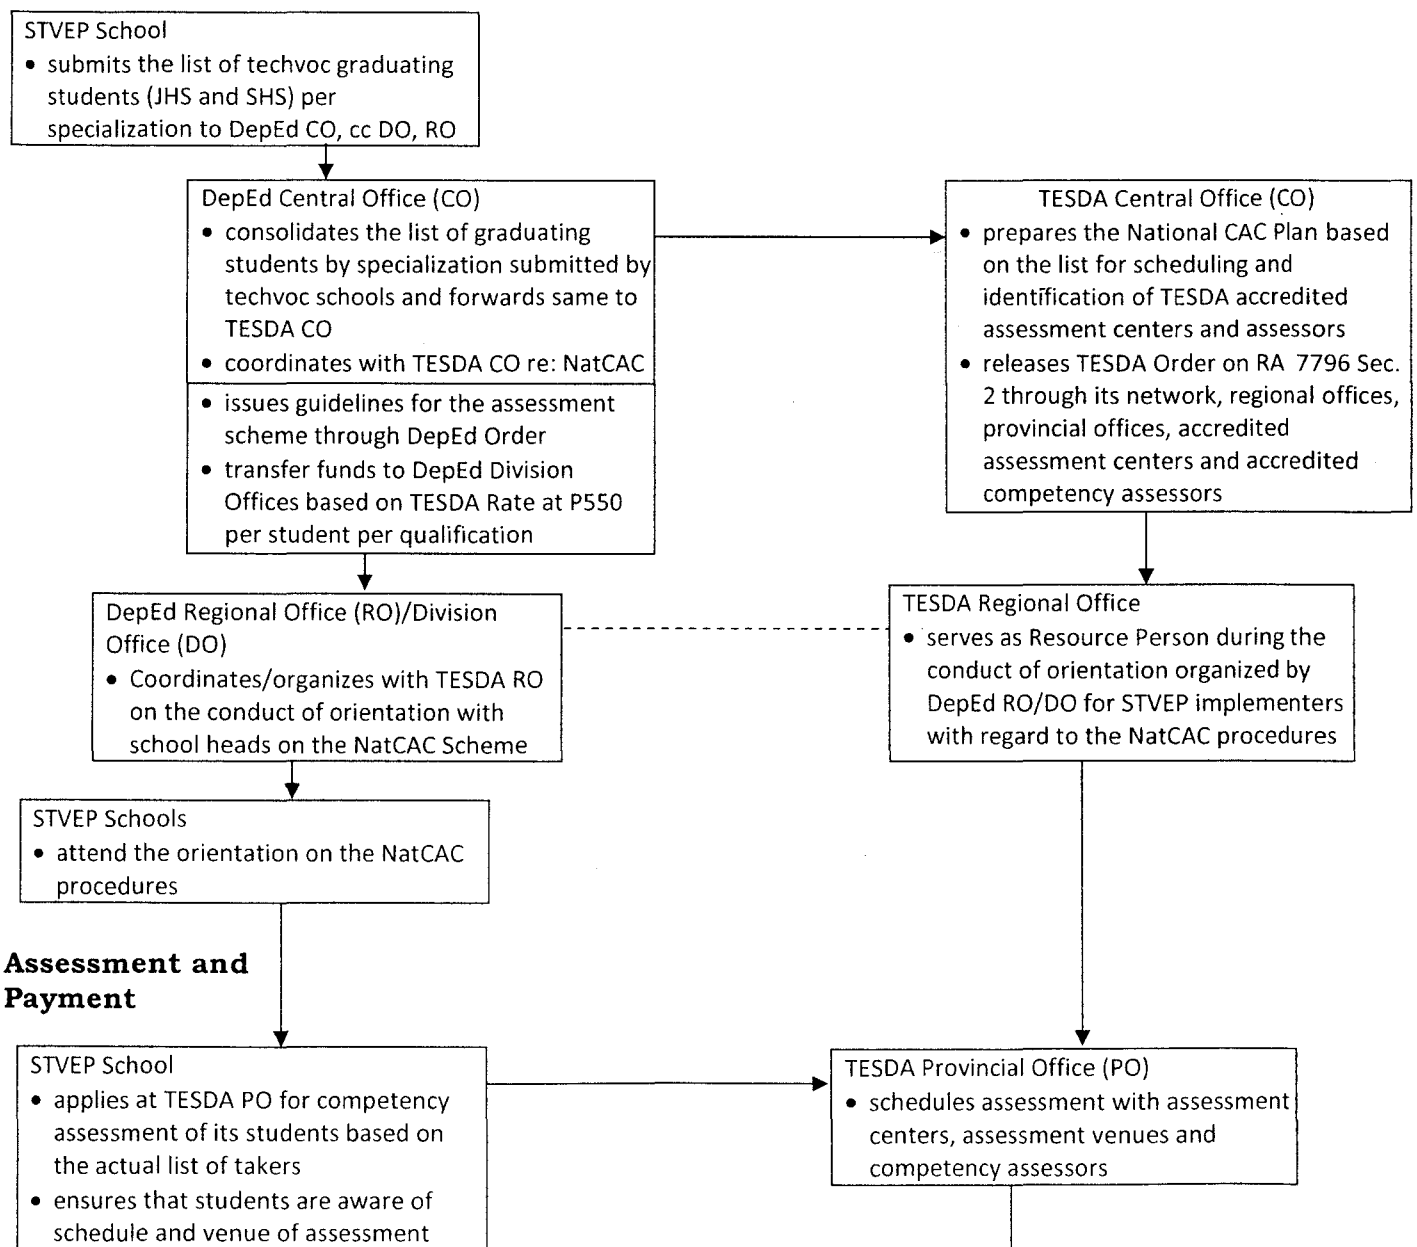 STVEP School
• submits the list of techvoc graduating
students (JHS and SHS) per
specialization to DepEd CO, cc DO, RO
DepEd Central Office (CO)
• consolidates the list of graduating
students by specialization submitted by
techvoc schools and forwards same to
TESDA CO
• coordinates with TESDA CO re: NatCAC
• issues guidelines for the assessment
scheme through DepEd Order
• transfer funds to DepEd Division
Offices based on TESDA Rate at P550
per student per qualification
TESDA Central Office (CO)
• prepares the National CAC Plan based
on the list for scheduling and
identification of TESDA accredited
assessment centers and assessors
• releases TESDA Order on RA 7796 Sec.
2 through its network, regional offices,
provincial offices, accredited
assessment centers and accredited
competency assessors
DepEd Regional Office (RO)/Division
Office (DO)
• Coordinates/organizes with TESDA RO
on the conduct of orientation with
school heads on the NatCAC Scheme
TESDA Regional Office
• serves as Resource Person during the
conduct of orientation organized by
DepEd RO/DO for STVEP implementers
with regard to the NatCAC procedures
STVEP Schools
• attend the orientation on the NatCAC
procedures
Assessment and
Payment
STVEP School
• applies at TESDA PO for competency
assessment of its students based on
the actual list of takers
• ensures that students are aware of
schedule and venue of assessment
TESDA Provincial Office (PO)
• schedules assessment with assessment
centers, assessment venues and
competency assessors